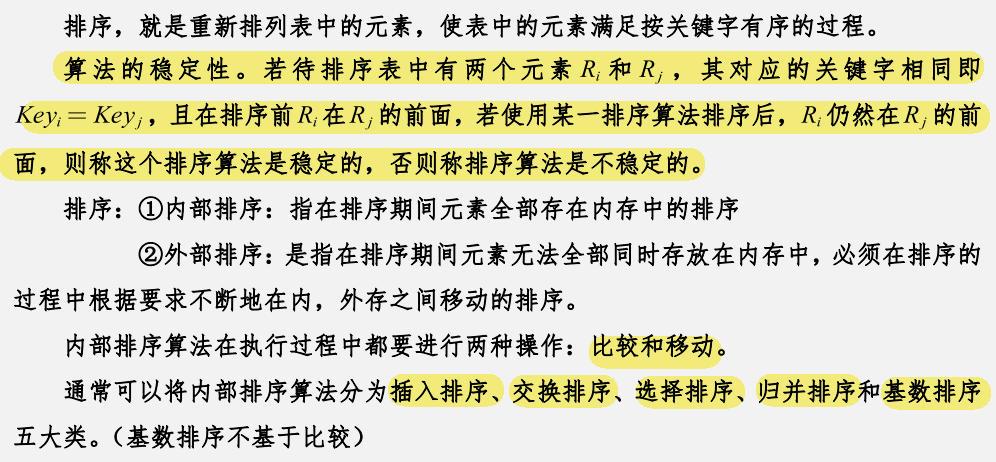 排序，就是重新排列表中的元素，使表中的元素满足按关键字有序的过程。
算法的稳定性。若待排序表中有两个元素 Ri 和 Rj ，其对应的关键字相同即
Keyi = Keyj，且在排序前 Ri 在 Rj 的前面，若使用某一排序算法排序后，Ri 仍然在 Rj 的前
面，则称这个排序算法是稳定的，否则称排序算法是不稳定的。
排序：①内部排序：指在排序期间元素全部存在内存中的排序
②外部排序：是指在排序期间元素无法全部同时存放在内存中，必须在排序的
过程中根据要求不断地在内，外存之间移动的排序。
内部排序算法在执行过程中都要进行两种操作：比较和移动。
通常可以将内部排序算法分为插入排序、交换排序、选择排序、归并排序和基数排序
五大类。（基数排序不基于比较）